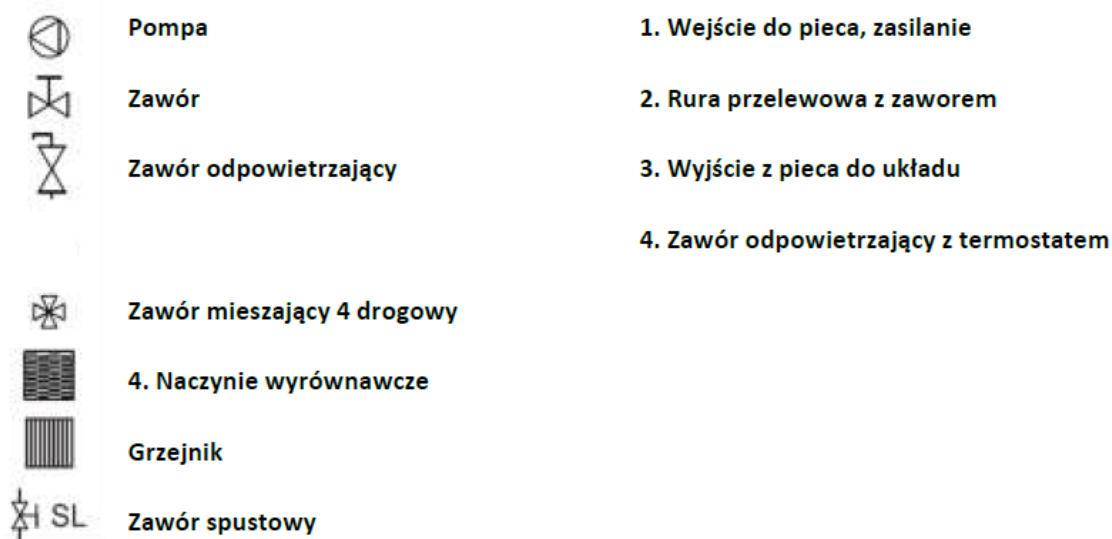 Pompa
Zawór
Zawór odpowietrzający
Zawór mieszający 4 drogowy
4. Naczynie wyrównawcze
Grzejnik
SL
Zawór spustowy
1. Wejście do pieca, zasilanie
2. Rura przelewowa z zaworem
3. Wyjście z pieca do układu
4. Zawór odpowietrzający z termostatem